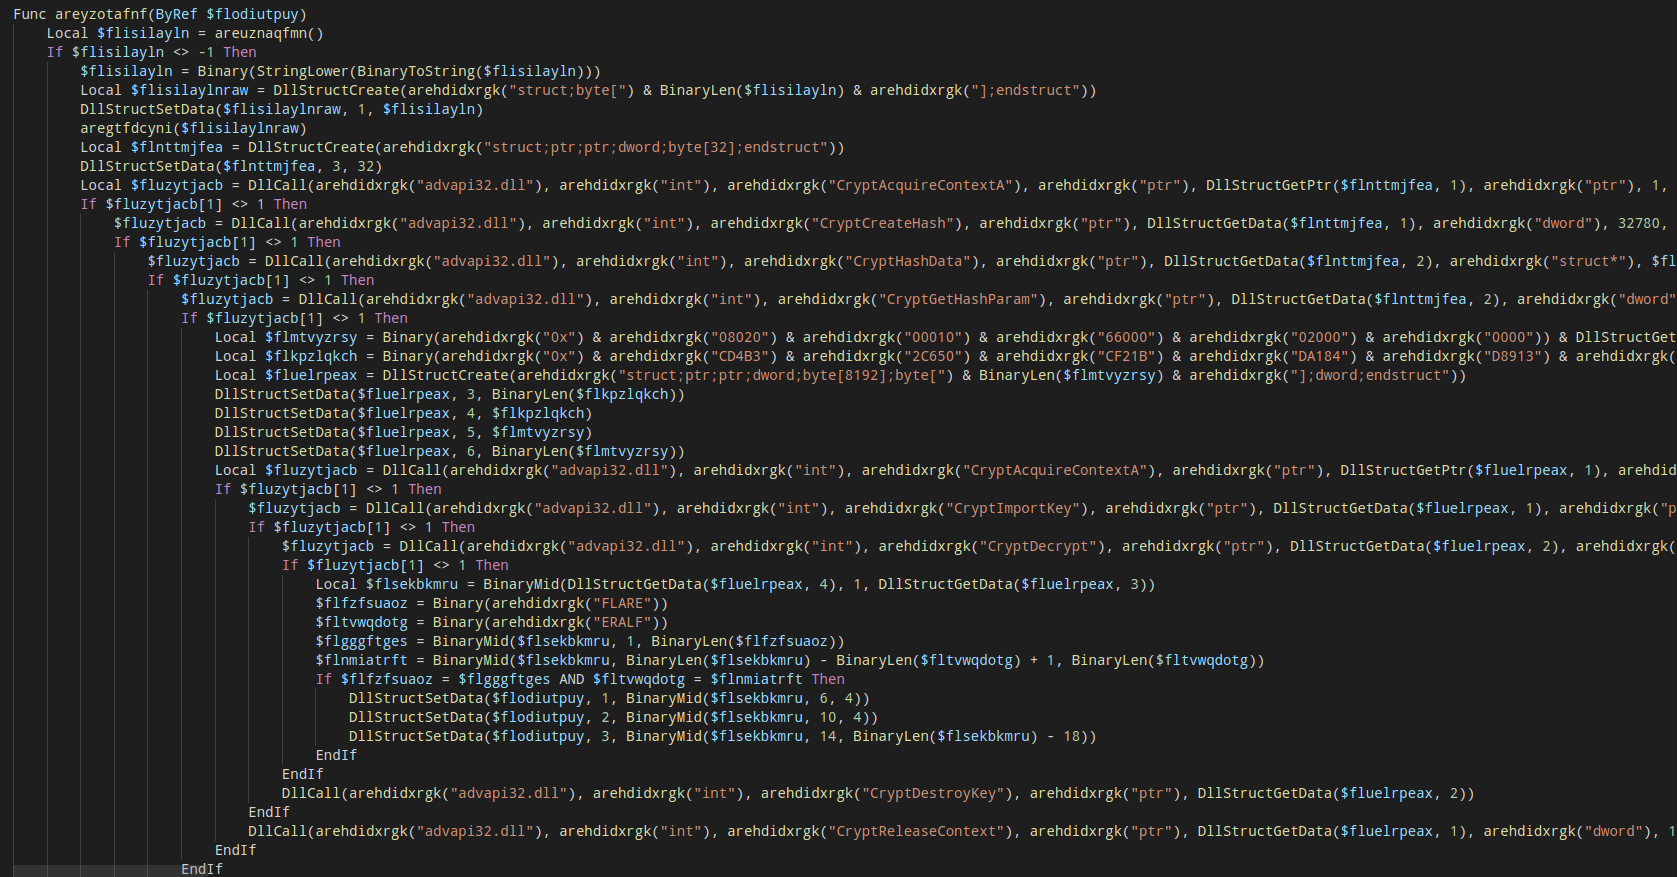 Func areyzotafnf(ByRef $flodiutpuy)
Local $flisilayln = areuznaqfmn()
If $flisilayln <> -1 Then
$flisilayln = Binary(StringLower(BinaryToString($flisilayln)))
Local $flisilaylnraw = DllStructCreate(arehdidxrgk("struct;byte[") & BinaryLen($flisilayln) & arehdidxrgk("];endstruct"))
DllStructSetData($flisilaylnraw, 1, $flisilayln)
aregtfdcyni($flisilaylnraw)
Local $flnttmjfea = DllStructCreate(arehdidxrgk("struct;ptr;ptr;dword;byte[32];endstruct"))
DllStructSetData($flnttmjfea, 3, 32)
Local $fluzytjacb = DllCall(arehdidxrgk("advapi32.dll"), arehdidxrgk("int"), arehdidxrgk("CryptAcquireContextA"), arehdidxrgk("ptr"), DllStructGetPtr($flnttmjfea, 1), arehdidxrgk("ptr"), 1,
If $fluzytjacb[1] <> 1 Then
$fluzytjacb = DllCall(arehdidxrgk("advapi32.dll"), arehdidxrgk("int"), arehdidxrgk("CryptCreateHash"), arehdidxrgk("ptr"), DllStructGetData($flnttmjfea, 1), arehdidxrgk("dword"), 32780,
If $fluzytjacb[1] <> 1 Then
$fluzytjacb = DllCall(arehdidxrgk("advapi32.dll"), arehdidxrgk("int"), arehdidxrgk("CryptHashData"), arehdidxrgk("ptr"), DllStructGetData($flnttmjfea, 2), arehdidxrgk("struct*"), $fl
If $fluzytjacb[1] <> 1 Then
$fluzytjacb = DllCall(arehdidxrgk("advapi32.dll"), arehdidxrgk("int"), arehdidxrgk("CryptGetHashParam"), arehdidxrgk("ptr"), DllStructGetData($flnttmjfea, 2), arehdidxrgk("dword"
If $fluzytjacb[1] <> 1 Then
Local $flmtvyzrsy = Binary(arehdidxrgk("0x") & arehdidxrgk("08020") & arehdidxrgk("00010") & arehdidxrgk("66000") & arehdidxrgk("02000") & arehdidxrgk("0000")) & DllStructGet
Local $flkpzlqkch = Binary(arehdidxrgk("0x") & arehdidxrgk("CD4B3") & arehdidxrgk("2C650") & arehdidxrgk("CF21B") & arehdidxrgk("DA184") & arehdidxrgk("D8913") & arehdidxrgk(
Local $fluelrpeax = DllStructCreate(arehdidxrgk("struct;ptr;ptr;dword;byte[8192];byte[") & BinaryLen($flmtvyzrsy) & arehdidxrgk("];dword;endstruct"))
DllStructSetData($fluelrpeax, 3, BinaryLen($flkpzlqkch))
DllStructSetData($fluelrpeax, 4, $flkpzlqkch)
DllStructSetData($fluelrpeax, 5, $flmtvyzrsy)
DllStructSetData($fluelrpeax, 6, BinaryLen($flmtvyzrsy))
Local $fluzytjacb = DllCall(arehdidxrgk("advapi32.dll"), arehdidxrgk("int"), arehdidxrgk("CryptAcquireContextA"), arehdidxrgk("ptr"), DllStructGetPtr($fluelrpeax, 1), arehdid
If $fluzytjacb[1] <> 1 Then
$fluzytjacb = DllCall(arehdidxrgk("advapi32.dll"), arehdidxrgk("int"), arehdidxrgk("CryptImportKey"), arehdidxrgk("ptr"), DllStructGetData($fluelrpeax, 1), arehdidxrgk("p
If $fluzytjacb[1] <> 1 Then
$fluzytjacb = DllCall(arehdidxrgk("advapi32.dll"), arehdidxrgk("int"), arehdidxrgk("CryptDecrypt"), arehdidxrgk("ptr"), DllStructGetData($fluelrpeax, 2), arehdidxrgk(
If $fluzytjacb[1] <> 1 Then
Local $flsekbkmru = BinaryMid(DllStructGetData($fluelrpeax, 4), 1, DllStructGetData($fluelrpeax, 3))
$flfzfsuaoz = Binary(arehdidxrgk("FLARE"))
$fltvwqdotg = Binary(arehdidxrgk("ERALF"))
$flgggftges = BinaryMid($flsekbkmru, 1, BinaryLen($flfzfsuaoz))
$flnmiatrft = BinaryMid($flsekbkmru, BinaryLen($flsekbkmru) - BinaryLen($fltvwqdotg) + 1, BinaryLen($fltvwqdotg))
If $flfzfsuaoz = $flgggftges AND $fltvwqdotg = $flnmiatrft Then
DllStructSetData($flodiutpuy, 1, BinaryMid($flsekbkmru, 6, 4))
DllStructSetData($flodiutpuy, 2, BinaryMid($flsekbkmru, 10, 4))
DllStructSetData($flodiutpuy, 3, BinaryMid($flsekbkmru, 14, BinaryLen($flsekbkmru) - 18))
EndIf
EndIf
DllCall(arehdidxrgk("advapi32.dll"), arehdidxrgk("int"), arehdidxrgk("CryptDestroyKey"), arehdidxrgk("ptr"), DllStructGetData($fluelrpeax, 2))
EndIf
DllCall(arehdidxrgk("advapi32.dll"), arehdidxrgk("int"), arehdidxrgk("CryptReleaseContext"), arehdidxrgk("ptr"), DllStructGetData($fluelrpeax, 1), arehdidxrgk("dword"), 1
EndIf
EndIf